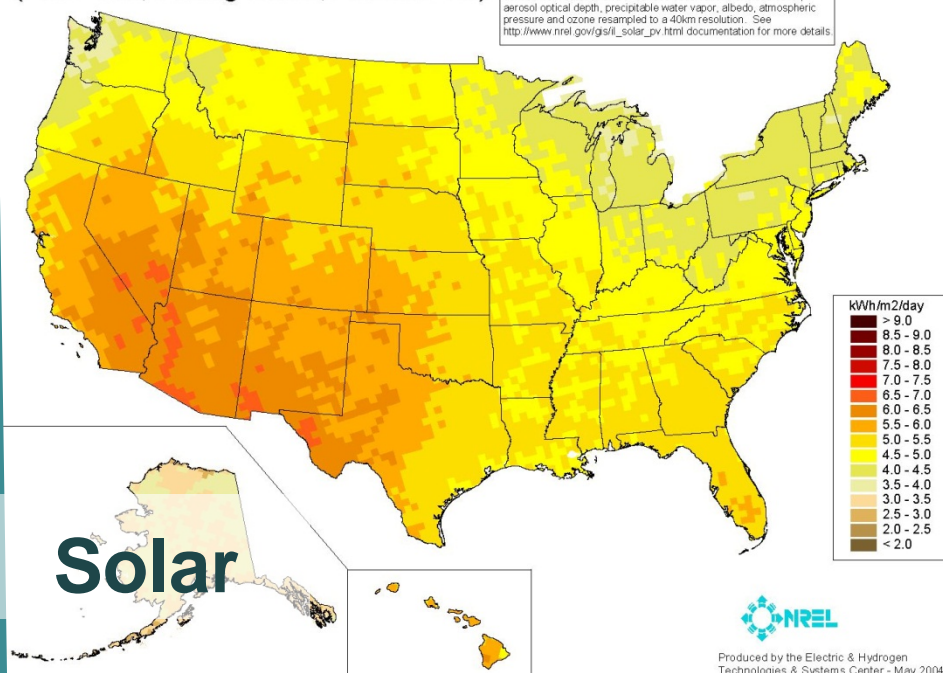 aerosol optical depth, precipitable water vapor, albedo, atmospheric
pressure and ozone resampled to a 40km resolution. See
http://www.nrel.gov/gis/il_solar_pv.html documentation for more details.
kWh/m2/day
> 9.0
8.5 - 9.0
8.0 - 8.5
7.5 - 8.0
7.0 - 7.5
6.5 - 7.0
6.0 - 6.5
5.5 - 6.0
5.0 - 5.5
4.5 - 5.0
4.0 - 4.5
3.5 - 4.0
3.0 - 3.5
2.5 - 3.0
2.0 - 2.5
< 2.0
Solar
NREL
Produced by the Electric & Hydrogen
Technologies & Systems Center - May 2004